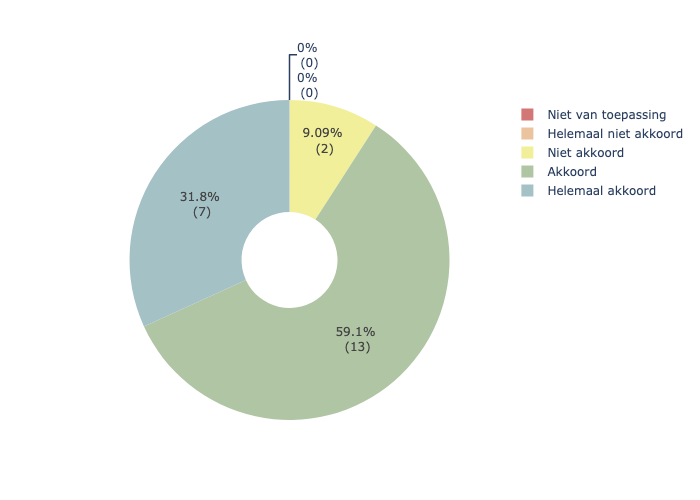 0%
(0)
0%
(0)
9.09%
(2)
31.8%
(7)
59.1%
(13)
Niet van toepassing
Helemaal niet akkoord
Niet akkoord
Akkoord
Helemaal akkoord